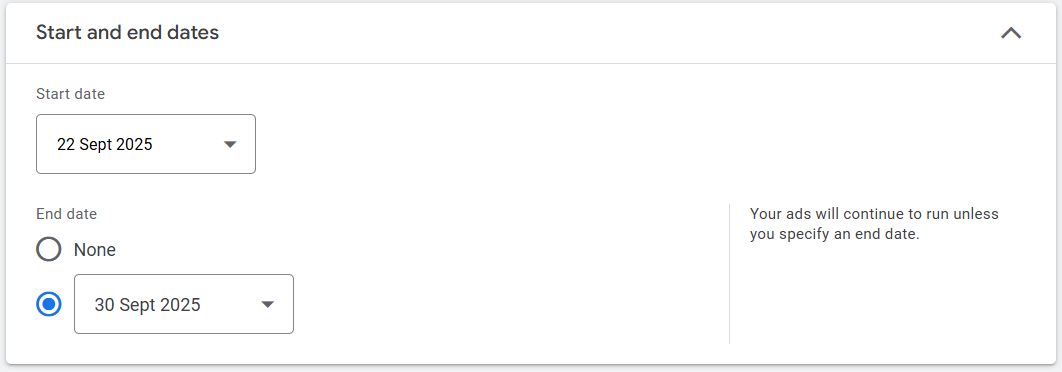 Start and end dates
Start date
22 Sept 2025
End date
None
30 Sept 2025
Your ads will continue to run unless
you specify an end date.